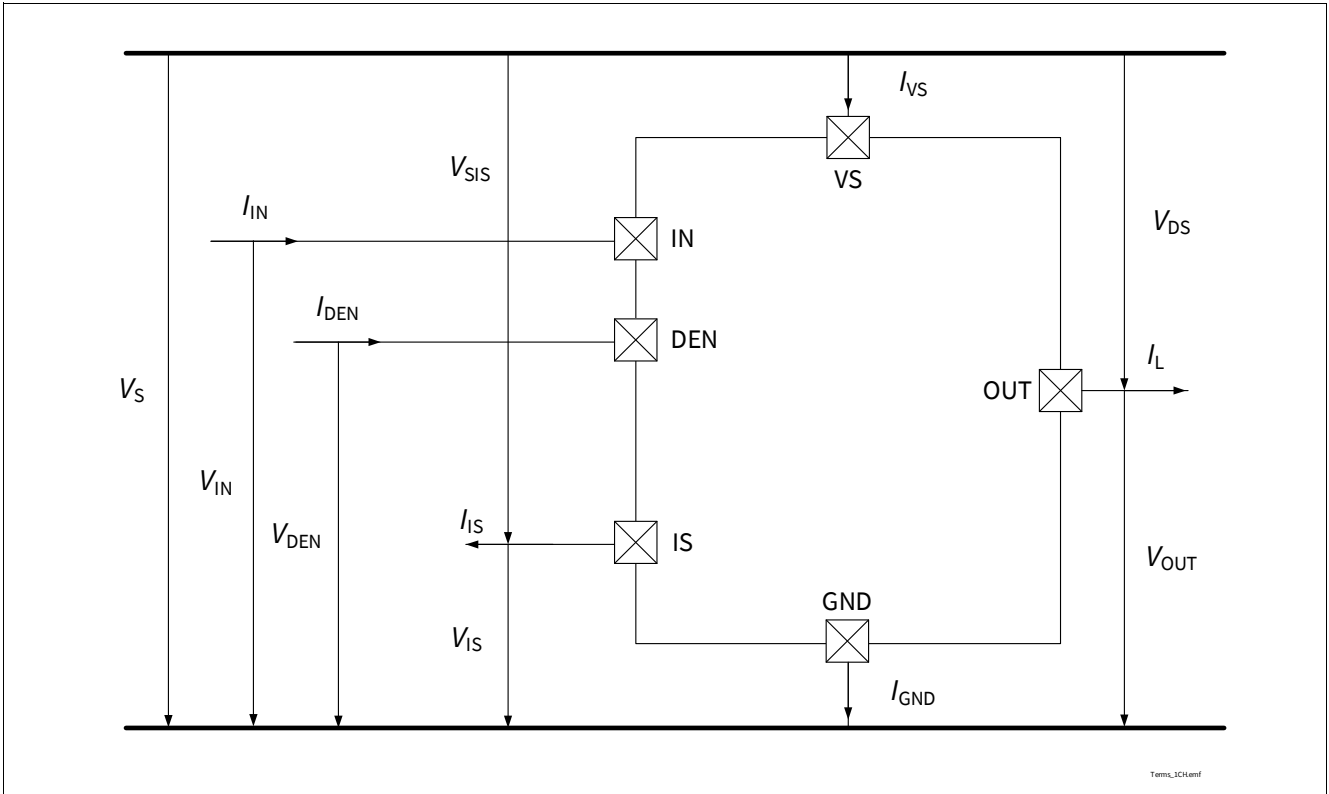 I_VS
VS
V_SIS
V_DS
I_IN
IN
I_DEN
DEN
I_L
OUT
V_S
V_IN
V_DEN
I_IS
IS
V_OUT
GND
V_IS
I_GND
Terms_1CH.emf